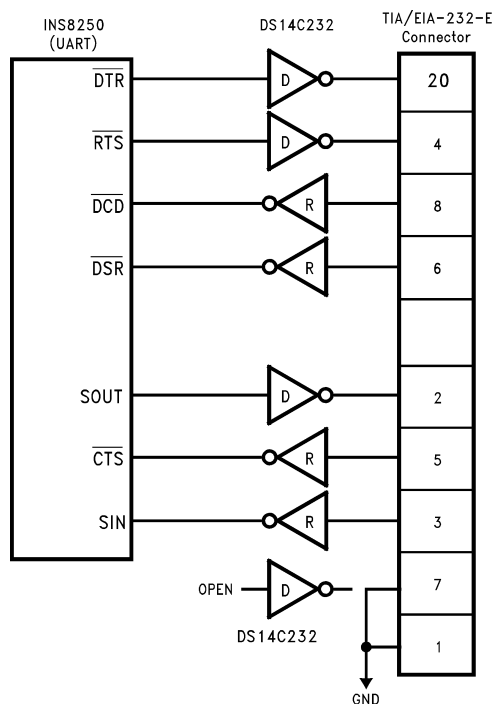 INS8250
(UART)
DS14C232
TIA/EIA-232-E
Connector
DTR
D
20
RTS
D
4
DCD
R
8
DSR
R
6
SOUT
D
2
CTS
R
5
SIN
R
3
OPEN
D
7
DS14C232
1
GND